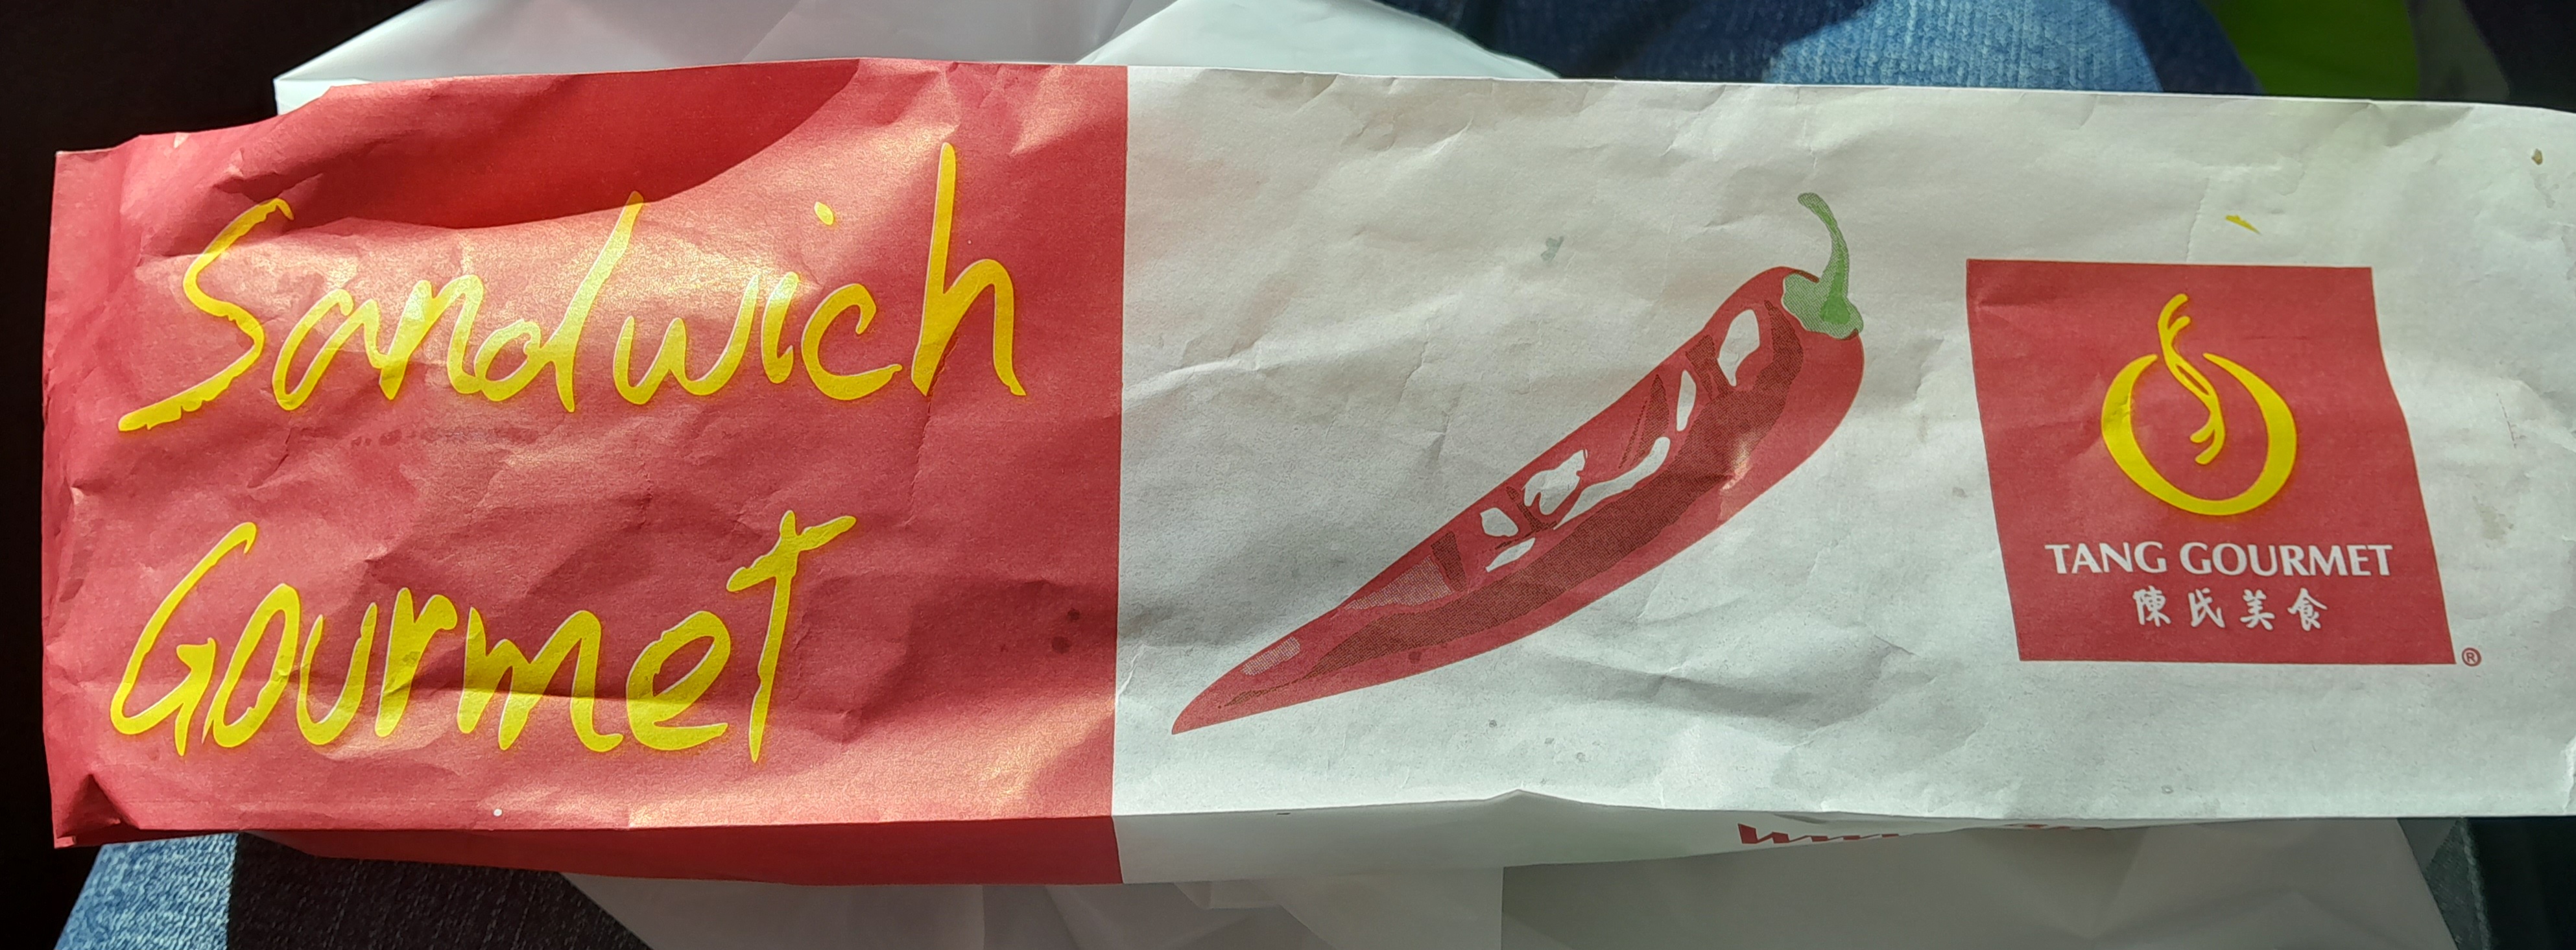 Sandwich
Gourmet
TANG GOURMET
陳氏美食
®